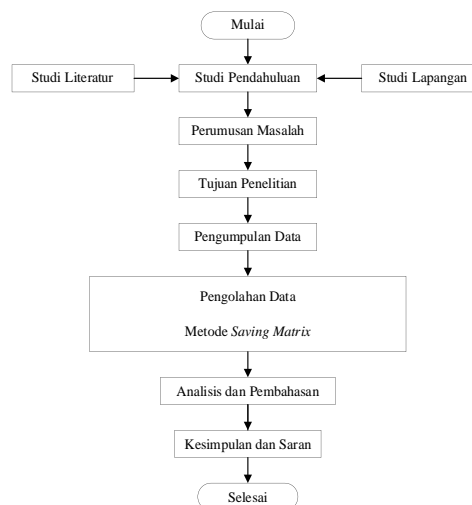 Mulai
Studi Literatur
Studi Pendahuluan
Studi Lapangan
Perumusan Masalah
Tujuan Penelitian
Pengumpulan Data
Pengolahan Data
Metode Saving Matrix
Analisis dan Pembahasan
Kesimpulan dan Saran
Selesai